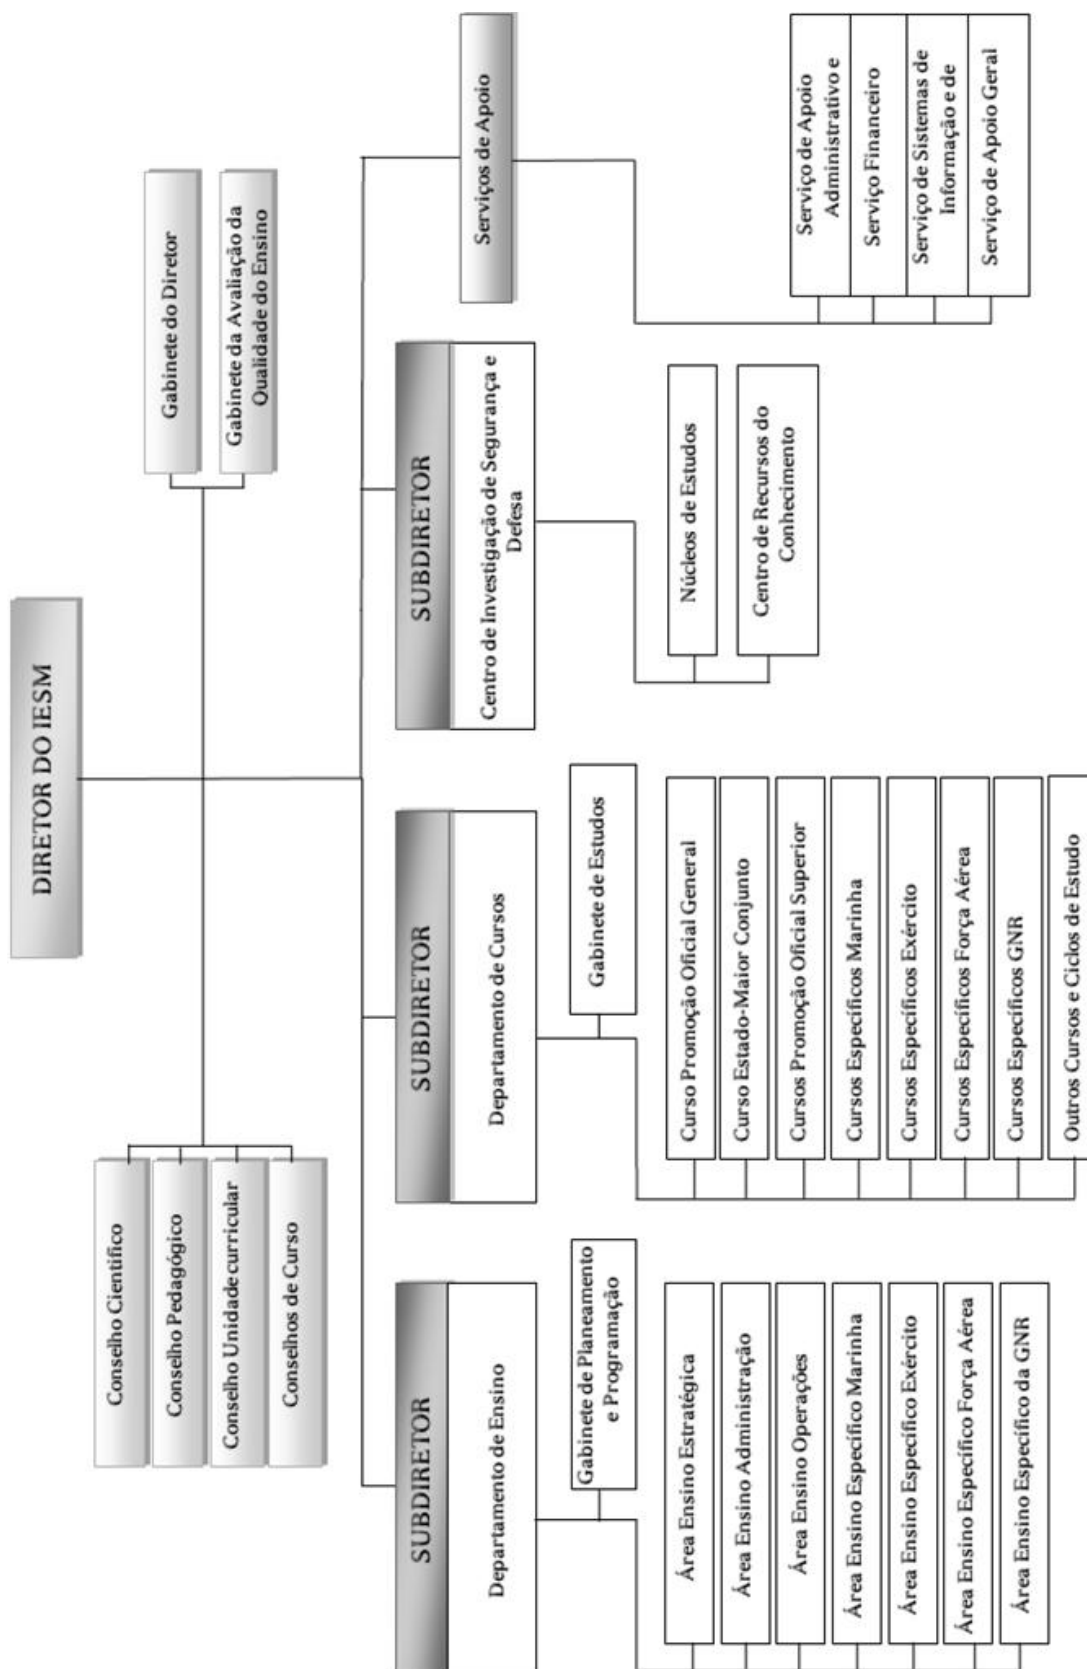 DIRETOR DO IESM
Conselho Cientifico
Conselho Pedagógico
Conselho Unidade curricular
Conselhos de Curso
Gabinete do Diretor
Gabinete da Avaliação da
Qualidade do Ensino
SUBDIRETOR
Departamento de Ensino
Gabinete de Planeamento
e Programação
Área Ensino Estratégica
Área Ensino Administração
Área Ensino Operações
Área Ensino Específico Marinha
Área Ensino Específico Exército
Área Ensino Específico Força Aérea
Área Ensino Específico da GNR
SUBDIRETOR
Departamento de Cursos
Gabinete de Estudos
Curso Promoção Oficial General
Curso Estado-Maior Conjunto
Cursos Promoção Oficial Superior
Cursos Específicos Marinha
Cursos Específicos Exército
Cursos Específicos Força Aérea
Cursos Específicos GNR
Outros Cursos e Ciclos de Estudo
SUBDIRETOR
Centro de Investigação de Segurança e
Defesa
Núcleos de Estudos
Centro de Recursos do
Conhecimento
Serviços de Apoio
Serviço de Apoio
Administrativo e
Serviço Financeiro
Serviço de Sistemas de
Informação e de
Serviço de Apoio Geral